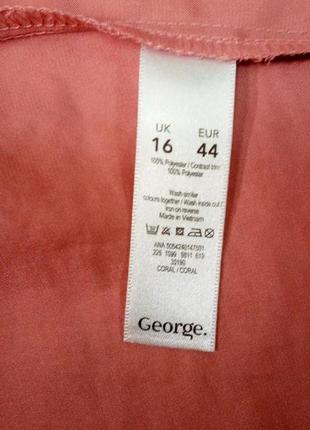 UK EUR
16 44
100% Polyester / Contrast trim
100% Polyester
Wash similar
colours together / Wash inside out /
Iron on reverse
Made in Vietnam
CORAL / CORAL
George.